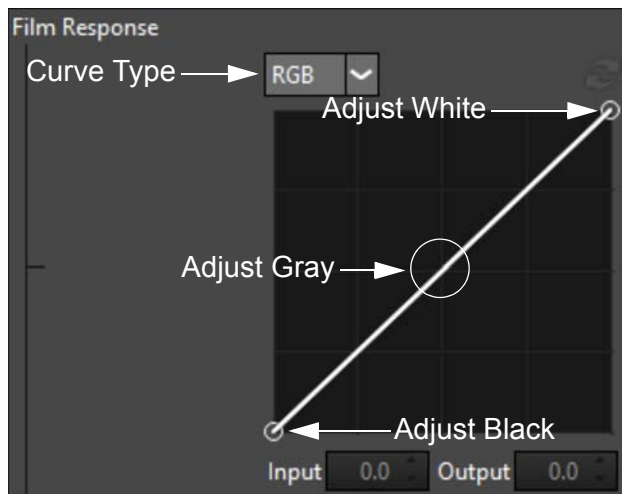 Film Response
Curve Type
RGB
Adjust White
Adjust Gray
Adjust Black
Input 0.0 Output 0.0